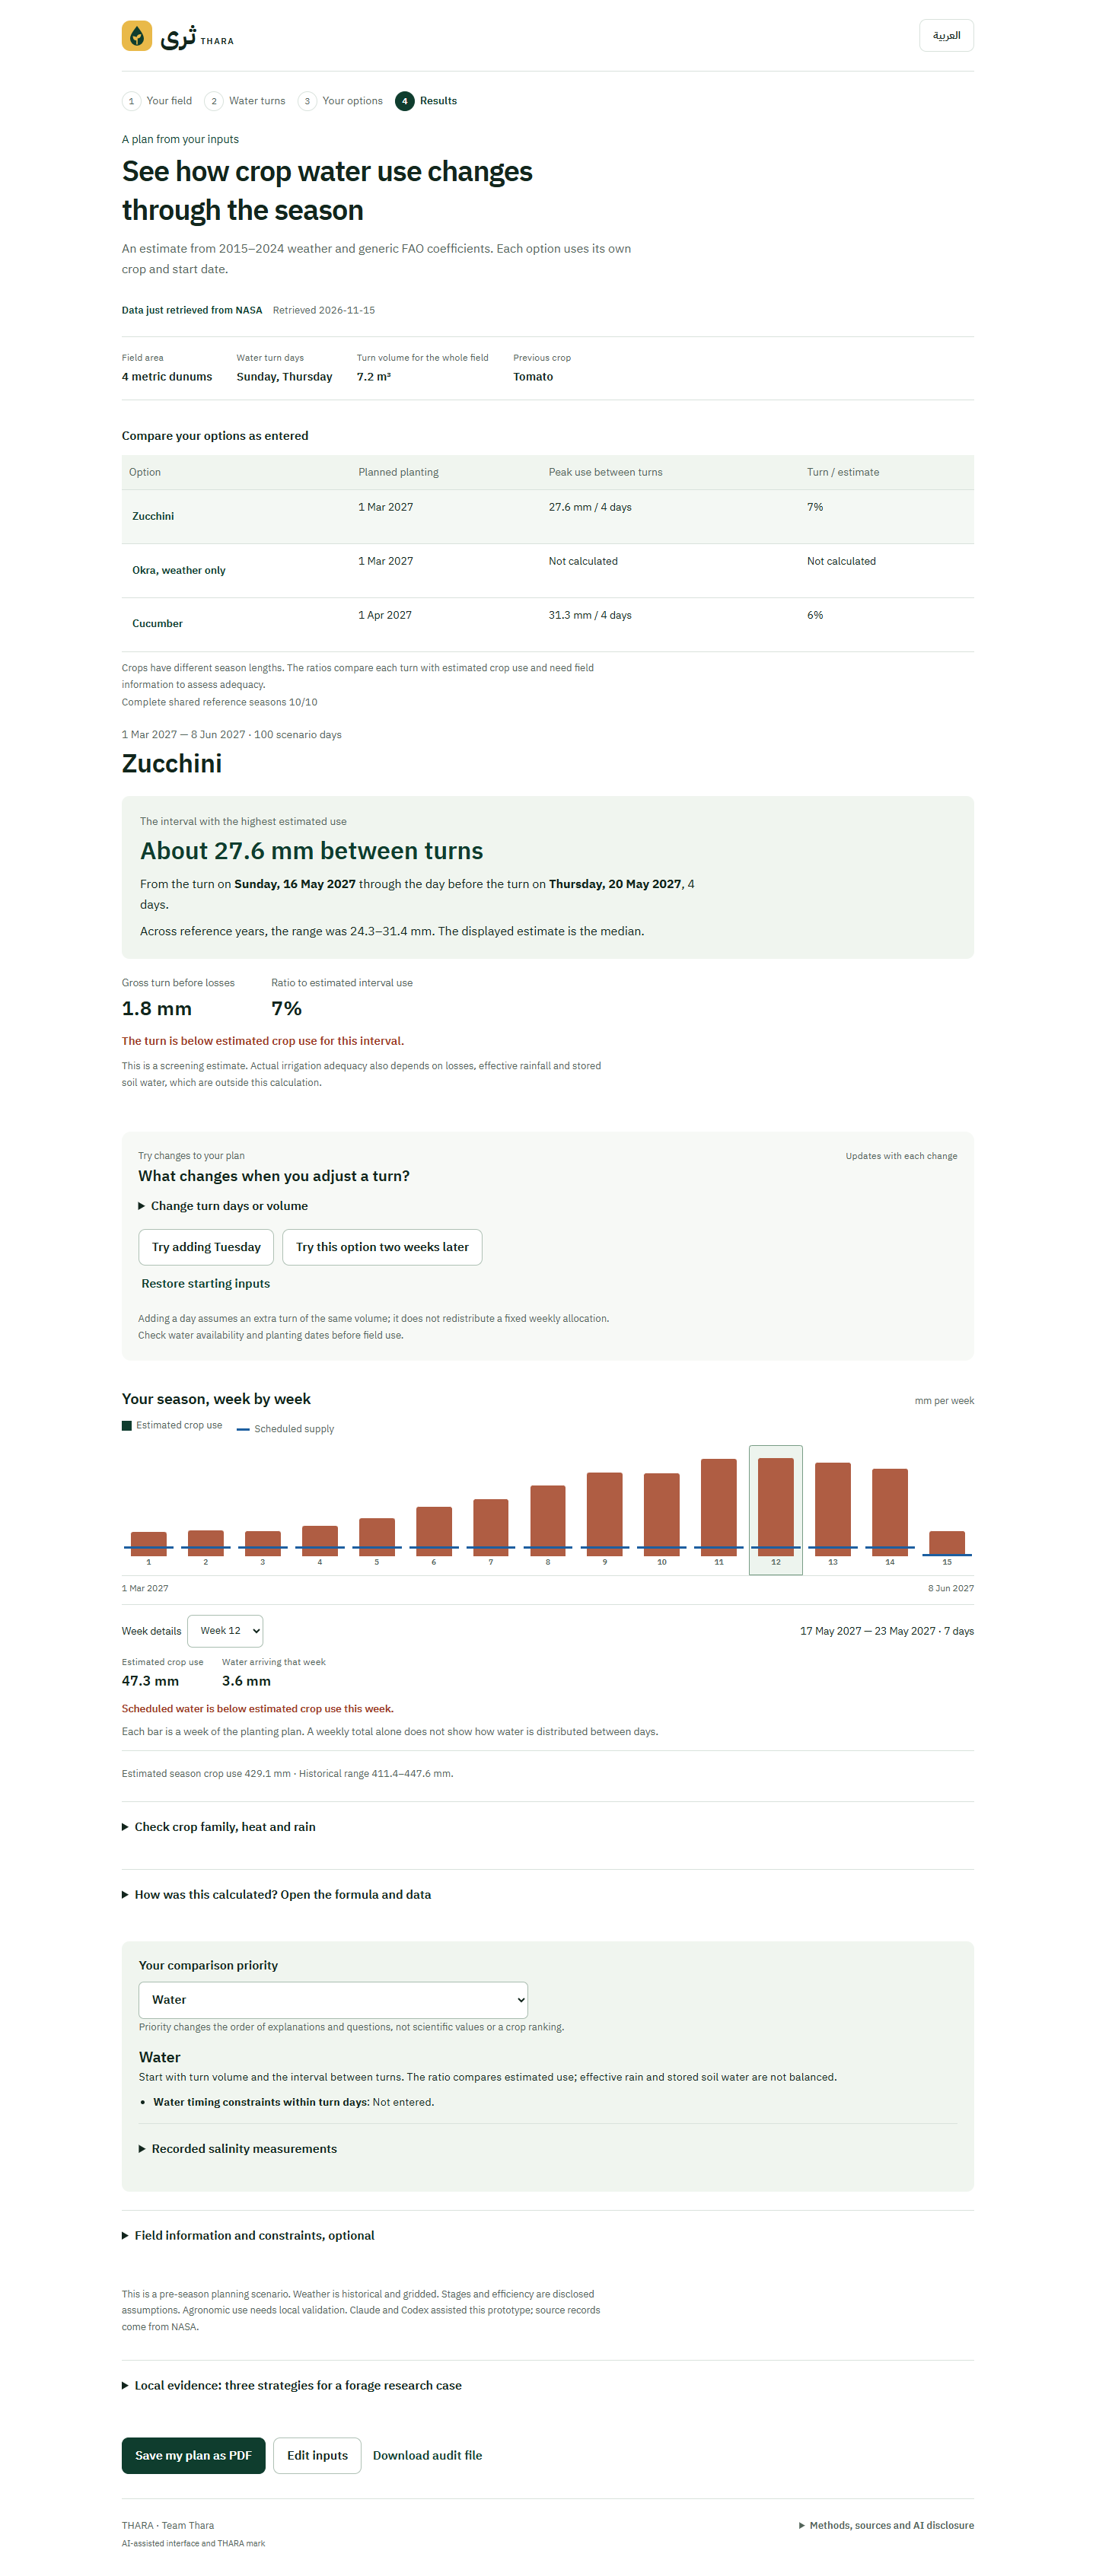 ثرى THARA
العربية
1 Your field 2 Water turns 3 Your options 4 Results
A plan from your inputs
See how crop water use changes
through the season
An estimate from 2015–2024 weather and generic FAO coefficients. Each option uses its own
crop and start date.
Data just retrieved from NASA Retrieved 2026-11-15
Field area Water turn days Turn volume for the whole field Previous crop
4 metric dunums Sunday, Thursday 7.2 m³ Tomato
Compare your options as entered
Option Planned planting Peak use between turns Turn / estimate
Zucchini 1 Mar 2027 27.6 mm / 4 days 7%
Okra, weather only 1 Mar 2027 Not calculated Not calculated
Cucumber 1 Apr 2027 31.3 mm / 4 days 6%
Crops have different season lengths. The ratios compare each turn with estimated crop use and need field
information to assess adequacy.
Complete shared reference seasons 10/10
1 Mar 2027 — 8 Jun 2027 · 100 scenario days
Zucchini
The interval with the highest estimated use
About 27.6 mm between turns
From the turn on Sunday, 16 May 2027 through the day before the turn on Thursday, 20 May 2027, 4
days.
Across reference years, the range was 24.3–31.4 mm. The displayed estimate is the median.
Gross turn before losses Ratio to estimated interval use
1.8 mm 7%
The turn is below estimated crop use for this interval.
This is a screening estimate. Actual irrigation adequacy also depends on losses, effective rainfall and stored
soil water, which are outside this calculation.
Try changes to your plan Updates with each change
What changes when you adjust a turn?
Change turn days or volume
Try adding Tuesday Try this option two weeks later
Restore starting inputs
Adding a day assumes an extra turn of the same volume; it does not redistribute a fixed weekly allocation.
Check water availability and planting dates before field use.
Your season, week by week mm per week
Estimated crop use Scheduled supply
1 2 3 4 5 6 7 8 9 10 11 12 13 14 15
1 Mar 2027 8 Jun 2027
Week details Week 12 17 May 2027 — 23 May 2027 · 7 days
Estimated crop use Water arriving that week
47.3 mm 3.6 mm
Scheduled water is below estimated crop use this week.
Each bar is a week of the planting plan. A weekly total alone does not show how water is distributed between days.
Estimated season crop use 429.1 mm · Historical range 411.4–447.6 mm.
Check crop family, heat and rain
How was this calculated? Open the formula and data
Your comparison priority
Water
Priority changes the order of explanations and questions, not scientific values or a crop ranking.
Water
Start with turn volume and the interval between turns. The ratio compares estimated use; effective rain and stored soil water are not balanced.
• Water timing constraints within turn days: Not entered.
Recorded salinity measurements
Field information and constraints, optional
This is a pre-season planning scenario. Weather is historical and gridded. Stages and efficiency are disclosed
assumptions. Agronomic use needs local validation. Claude and Codex assisted this prototype; source records
come from NASA.
Local evidence: three strategies for a forage research case
Save my plan as PDF Edit inputs Download audit file
THARA · Team Thara Methods, sources and AI disclosure
AI-assisted interface and THARA mark